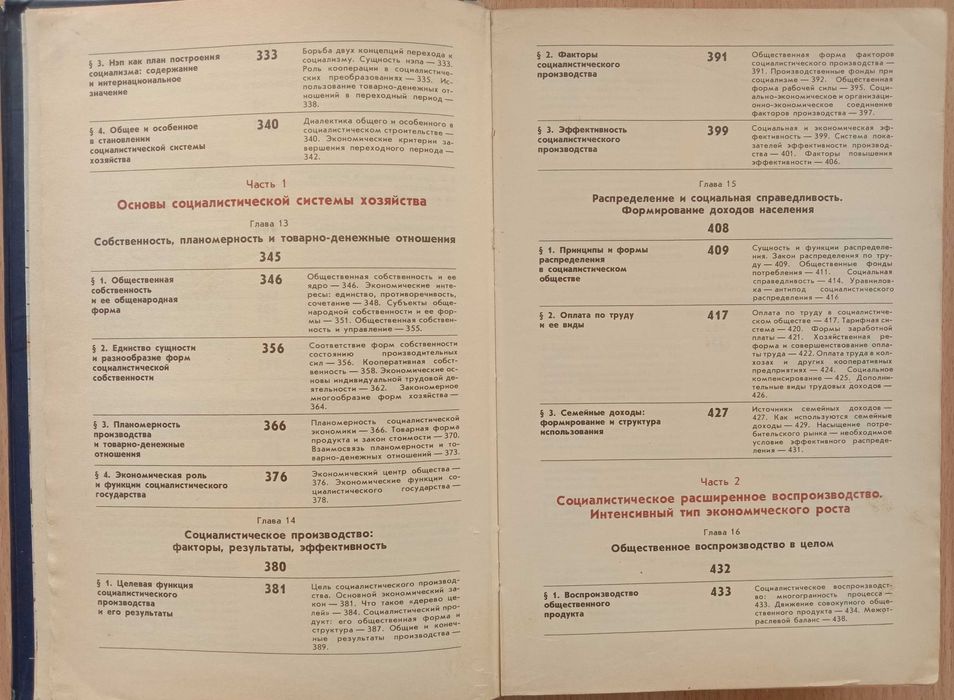 § 3. Нэп как план построения
социализма: содержание
и интернациональное
значение
333
Борьба двух концепций перехода к
социализму. Сущность нэпа — 333.
Роль кооперации в социалистиче-
ских преобразованиях — 335. Ис-
пользование товарно-денежных от-
ношений в переходный период —
338.
§ 4. Общее и особенное
в становлении
социалистической системы
хозяйства
340
Диалектика общего и особенного в
социалистическом строительстве —
340. Экономические критерии за-
вершения переходного периода —
342.
Часть 1
Основы социалистической системы хозяйства
Глава 13
Собственность, планомерность и товарно-денежные отношения
345
§ 1. Общественная
собственность
и ее общенародная
форма
346
Общественная собственность и ее
ядро — 346. Экономические инте-
ресы: единство, противоречивость,
сочетание — 348. Субъекты обще-
народной собственности и ее фор-
мы — 351. Общественная собствен-
ность и управление — 355.
§ 2. Единство сущности
и разнообразие форм
социалистической
собственности
356
Соответствие форм собственности
состоянию производительных
сил — 356. Кооперативная собст-
венность — 358. Экономические ос-
новы индивидуальной трудовой де-
ятельности — 362. Закономерное
многообразие форм хозяйства —
364.
§ 3. Планомерность
производства
и товарно-денежные
отношения
366
Планомерность социалистической
экономики — 366. Товарная форма
продукта и закон стоимости — 370.
Взаимосвязь планомерности и то-
варно-денежных отношений — 373.
§ 4. Экономическая роль
и функции социалистического
государства
376
Экономический центр общества —
376. Экономические функции со-
циалистического государства —
378.
Глава 14
Социалистическое производство:
факторы, результаты, эффективность
380
§ 1. Целевая функция
социалистического
производства
и его результаты
381
Цель социалистического производ-
ства. Основной экономический за-
кон — 381. Что такое «дерево це-
лей» — 384. Социалистический про-
дукт: его общественная форма и
структура — 387. Общие и конеч-
ные результаты производства —
389.
§ 2. Факторы
социалистического
производства
391
Общественная форма факторов
социалистического производства —
391. Производственные фонды при
социализме — 392. Общественная
форма рабочей силы — 395. Соци-
ально-экономическое и организаци-
онно-экономическое соединение
факторов производства — 397.
§ 3. Эффективность
социалистического
производства
399
Социальная и экономическая эф-
фективность — 399. Система пока-
зателей эффективности производ-
ства — 401. Факторы повышения
эффективности — 406.
Глава 15
Распределение и социальная справедливость.
Формирование доходов населения
408
§ 1. Принципы и формы
распределения
в социалистическом
обществе
409
Сущность и функции распределе-
ния. Закон распределения по тру-
ду — 409. Общественные фонды
потребления — 411. Социальная
справедливость — 414. Уравнилов-
ка — антипод социалистического
распределения — 416
§ 2. Оплата по труду
и ее виды
417
Оплата по труду в социалистиче-
ском обществе — 417. Тарифная си-
стема — 420. Формы заработной
платы — 421. Хозяйственная ре-
форма и совершенствование опла-
ты труда — 422. Оплата труда в кол-
хозах и других кооперативных
предприятиях — 424. Социальное
компенсирование — 425. Дополни-
тельные виды трудовых доходов —
426.
§ 3. Семейные доходы:
формирование и структура
использования
427
Источники семейных доходов —
427. Как используются семейные
доходы — 429. Насыщение потре-
бительского рынка — необходимое
условие эффективного распреде-
ления — 431.
Часть 2
Социалистическое расширенное воспроизводство.
Интенсивный тип экономического роста
Глава 16
Общественное воспроизводство в целом
432
§ 1. Воспроизводство
общественного
продукта
433
Социалистическое воспроизводст-
во: многогранность процесса —
433. Движение совокупного обще-
ственного продукта — 434. Межот-
раслевой баланс — 438.